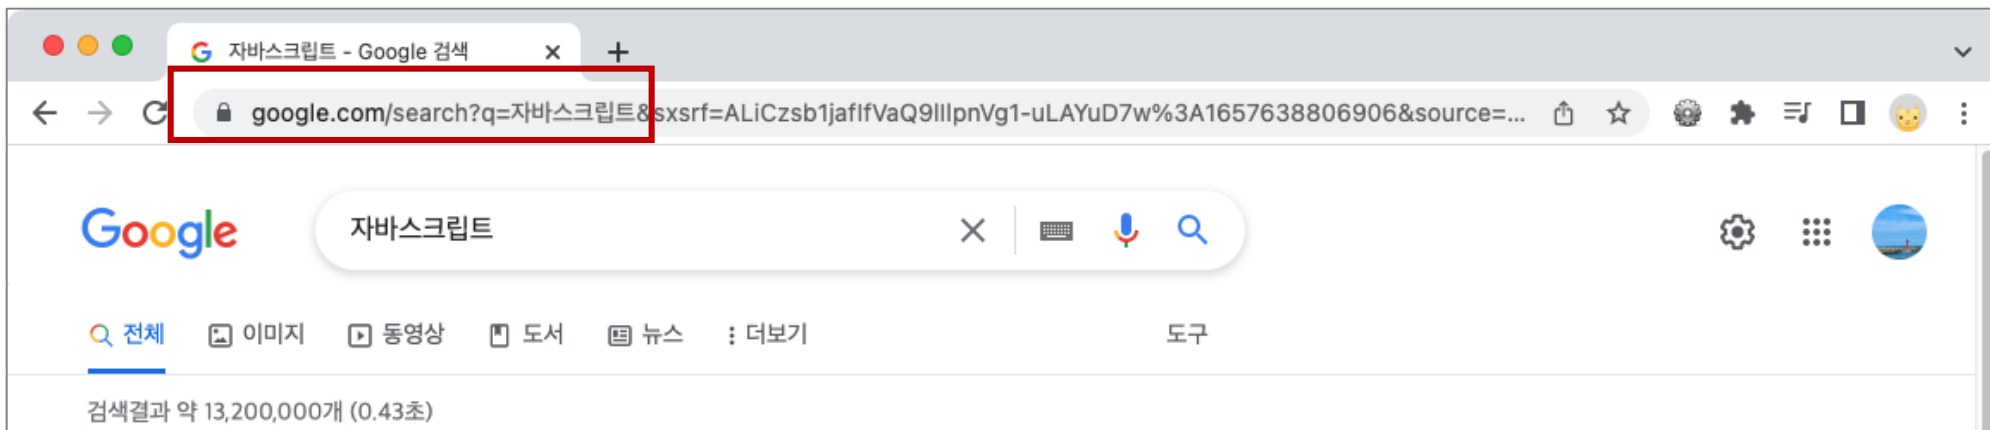 자바스크립트 - Google 검색
google.com/search?q=자바스크립트&sxsrf=ALiCzsb1jaflfVaQ9lllpnVg1-uLAYuD7w%3A1657638806906&source=...
Google 자바스크립트
전체 이미지 동영상 도서 뉴스 더보기 도구
검색결과 약 13,200,000개 (0.43초)